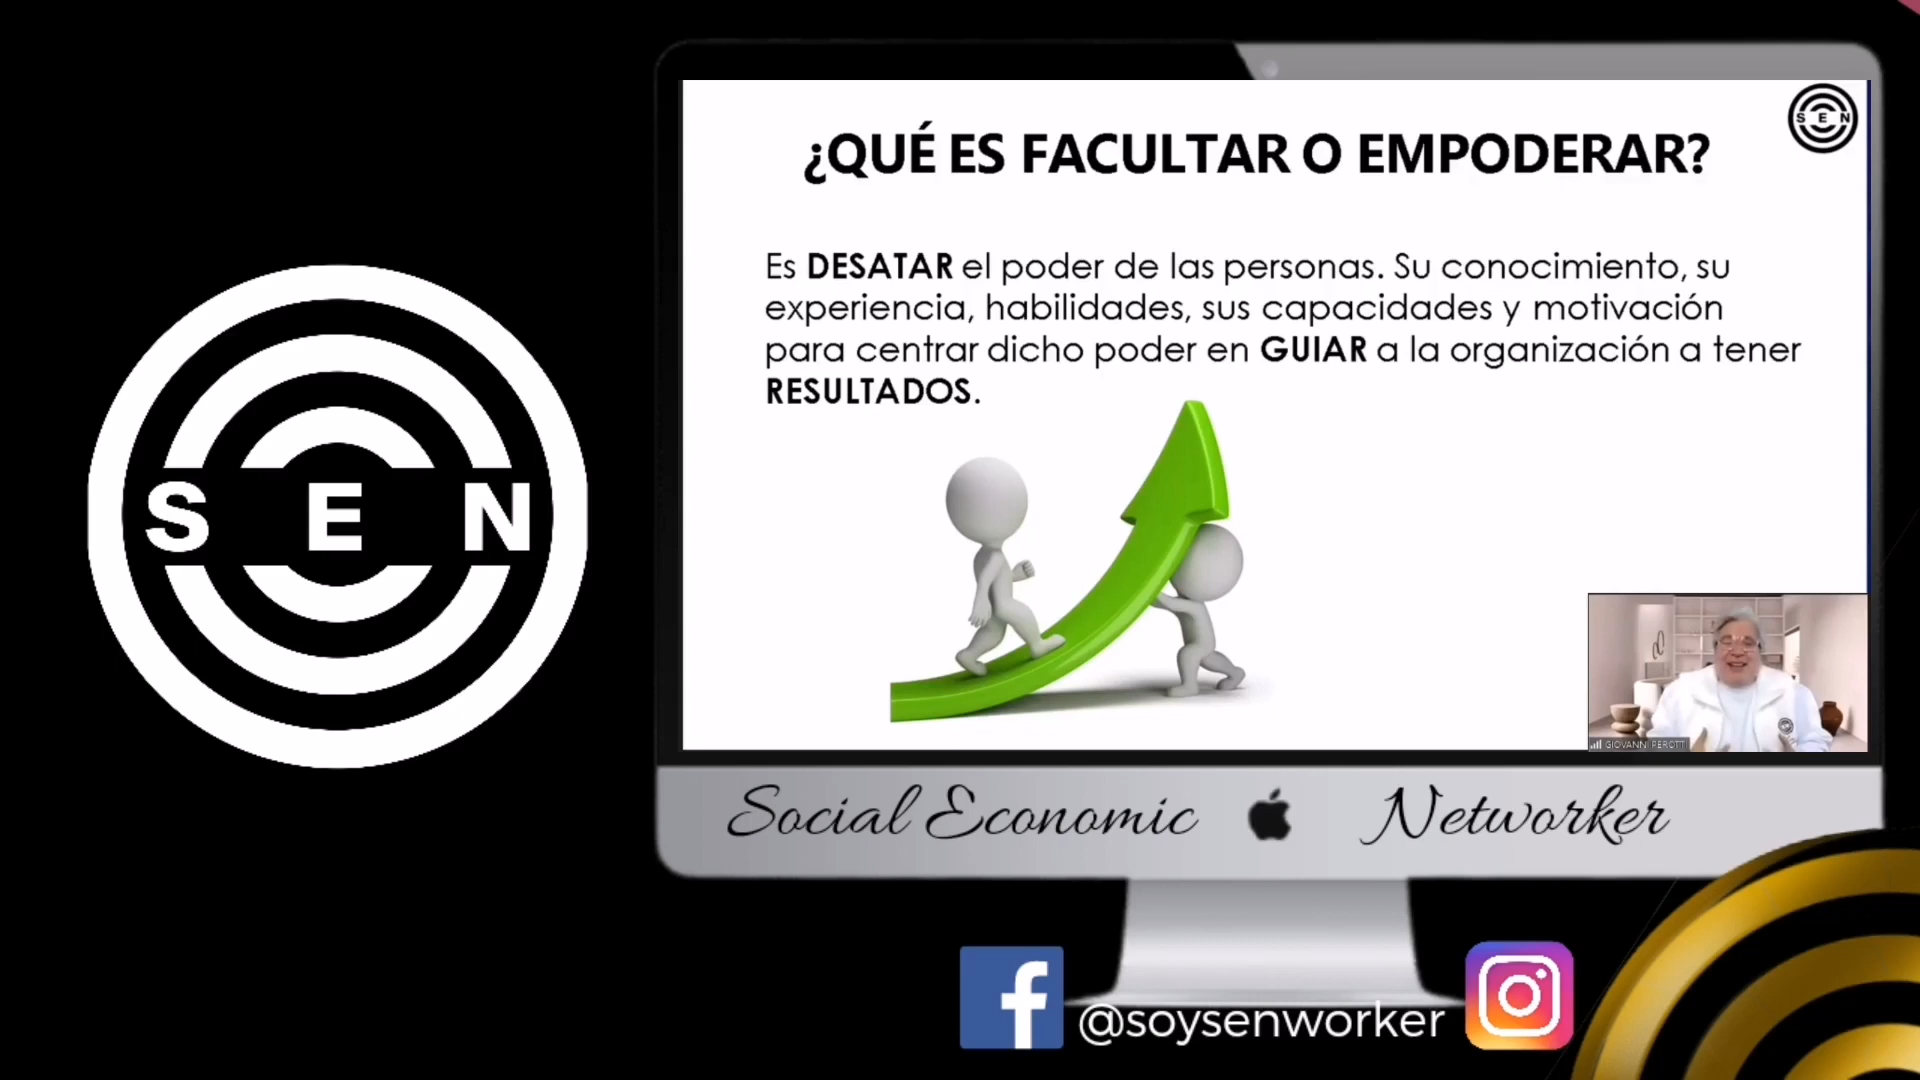 S E N
¿QUÉ ES FACULTAR O EMPODERAR?
S E N
Es DESATAR el poder de las personas. Su conocimiento, su
experiencia, habilidades, sus capacidades y motivación
para centrar dicho poder en GUIAR a la organización a tener
RESULTADOS.
GIOVANNI PEROTTI
Social Economic Networker
@soysenworker